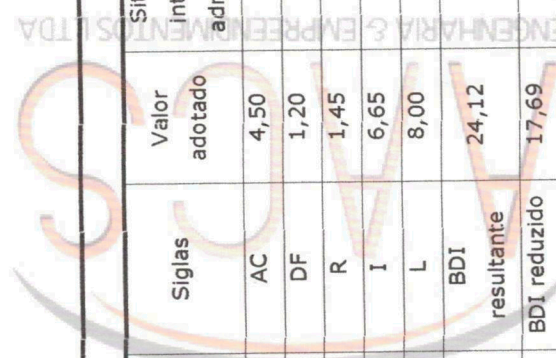 Siglas Valor adotado
AC 4,50
DF 1,20
R 1,45
I 6,65
L 8,00
BDI resultante 24,12
BDI reduzido 17,69
ENGENHARIA & EMPREENDIMENTOS LTDA
AACS